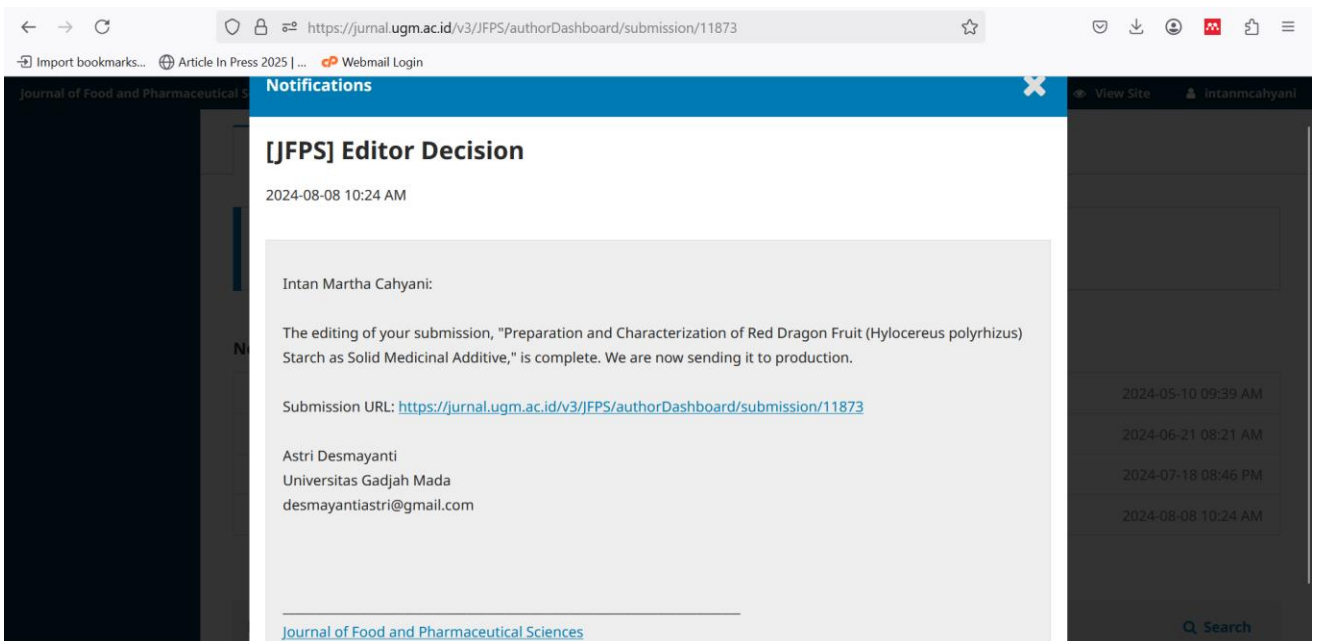 https://jurnal.ugm.ac.id/v3/JFPS/authorDashboard/submission/11873
Import bookmarks... Article In Press 2025 | ... Webmail Login
Journal of Food and Pharmaceutical S
Notifications
View Site
intanmcahyani
[JFPS] Editor Decision
2024-08-08 10:24 AM
Intan Martha Cahyani:
The editing of your submission, "Preparation and Characterization of Red Dragon Fruit (Hylocereus polyrhizus)
Starch as Solid Medicinal Additive," is complete. We are now sending it to production.
Submission URL: https://jurnal.ugm.ac.id/v3/JFPS/authorDashboard/submission/11873
Astri Desmayanti
Universitas Gadjah Mada
desmayantiastri@gmail.com
Journal of Food and Pharmaceutical Sciences
2024-05-10 09:39 AM
2024-06-21 08:21 AM
2024-07-18 08:46 PM
2024-08-08 10:24 AM
Search